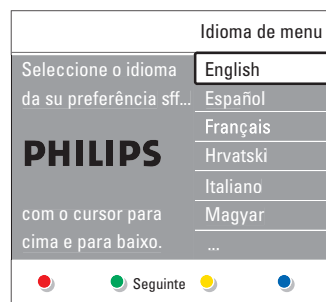 Idioma de menu
Seleccione o idioma
da su preferência sff...
PHILIPS
com o cursor para
cima e para baixo.
English
Español
Français
Hrvatski
Italiano
Magyar
...
Seguinte